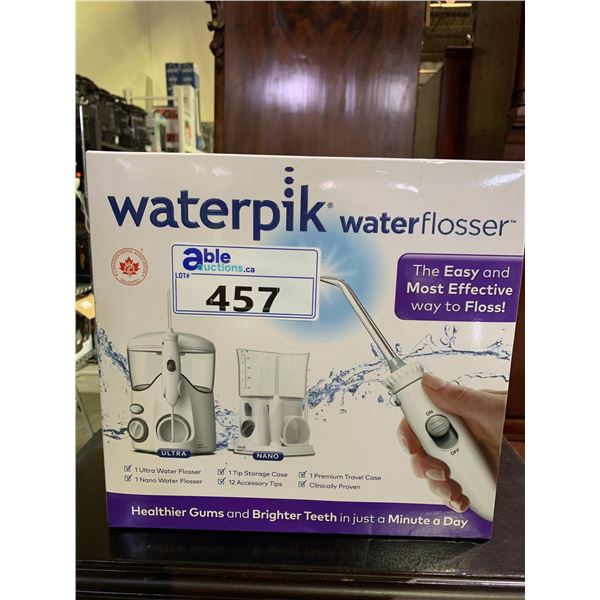 waterpik® waterflosser™
able
auctions.ca
LOT#
457
The Easy and
Most Effective
way to Floss!
ON
OFF
ULTRA
NANO
1 Ultra Water Flosser
1 Tip Storage Case
1 Premium Travel Case
1 Nano Water Flosser
12 Accessory Tips
Clinically Proven
Healthier Gums and Brighter Teeth in just a Minute a Day